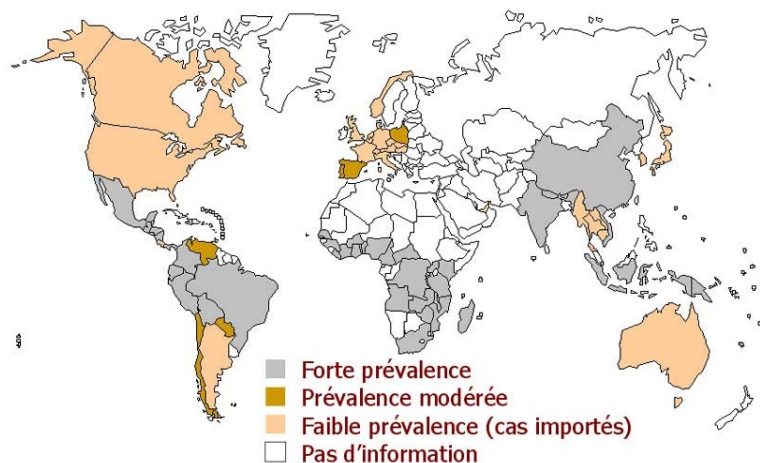 Forte prévalence
Prévalence modérée
Faible prévalence (cas importés)
Pas d'information